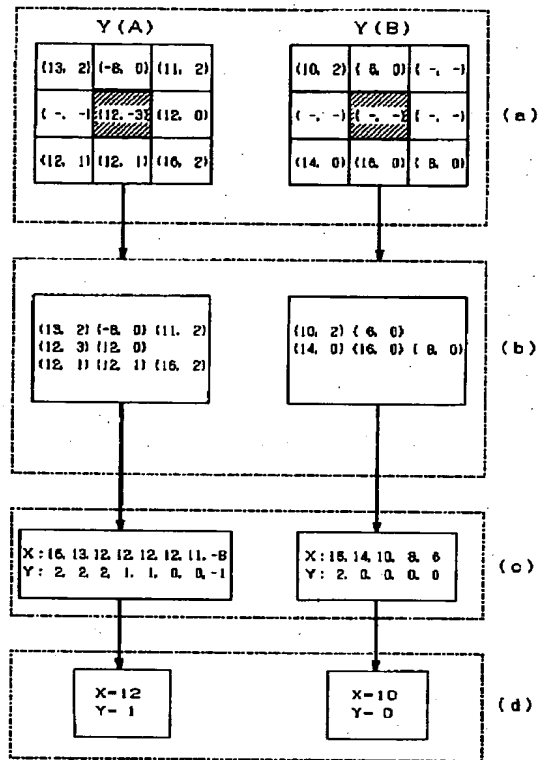 Y (A) Y (B)
(13, 2) (-8, 0) (11, 2) (10, 2) ( 6, 0) ( -, -)
( -, -) (12, -3) (12, 0) ( -, -) ( -, -) ( -, -) (a)
(12, 1) (12, 1) (16, 2) (14, 0) (16, 0) ( 8, 0)
(13, 2) (-8, 0) (11, 2) (10, 2) ( 6, 0) (b)
(12, 3) (12, 0) (14, 0) (16, 0) ( 8, 0)
(12, 1) (12, 1) (16, 2)
X : 16, 13, 12, 12, 12, 12, 11, -8 X : 16, 14, 10, 8, 6 (c)
Y : 2, 2, 2, 1, 1, 0, 0, -1 Y : 2, 0, 0, 0, 0
X-12 X-10
Y- 1 Y- 0 (d)